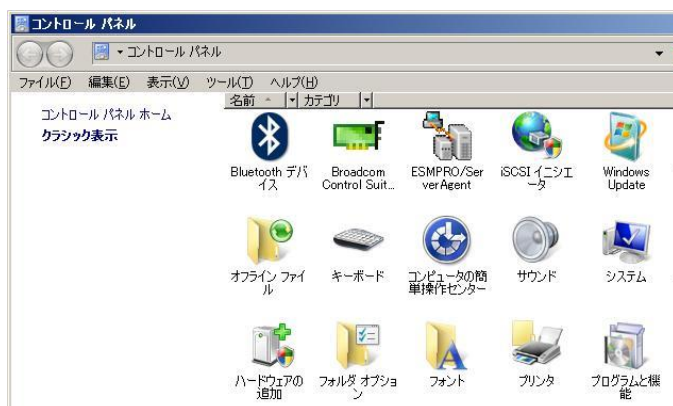 コントロール パネル
コントロール パネル
ファイル(F) 編集(E) 表示(V) ツール(T) ヘルプ(H)
名前 カテゴリ
コントロール パネル ホーム
クラシック表示
Bluetooth デバ
イス
Broadcom
Control Suit...
ESMPRO/Ser
verAgent
iSCSI イニシエ
ータ
Windows
Update
オフライン ファイ
ル
キーボード
コンピュータの簡
単操作センター
サウンド
システム
ハードウェアの
追加
フォルダ オプショ
ン
フォント
プリンタ
プログラムと機
能